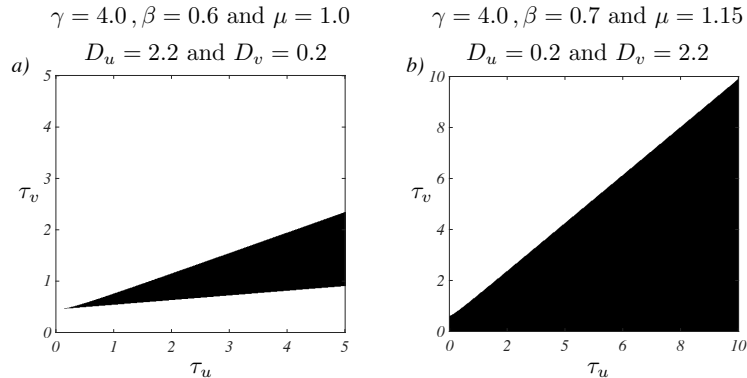 γ = 4.0 , β = 0.6 and μ = 1.0
D_u = 2.2 and D_v = 0.2
a)
5
4
3
2
1
0
τ_v
0 1 2 3 4 5
τ_u
γ = 4.0 , β = 0.7 and μ = 1.15
D_u = 0.2 and D_v = 2.2
b)
10
8
6
4
2
0
τ_v
0 2 5 6 8 10
τ_u